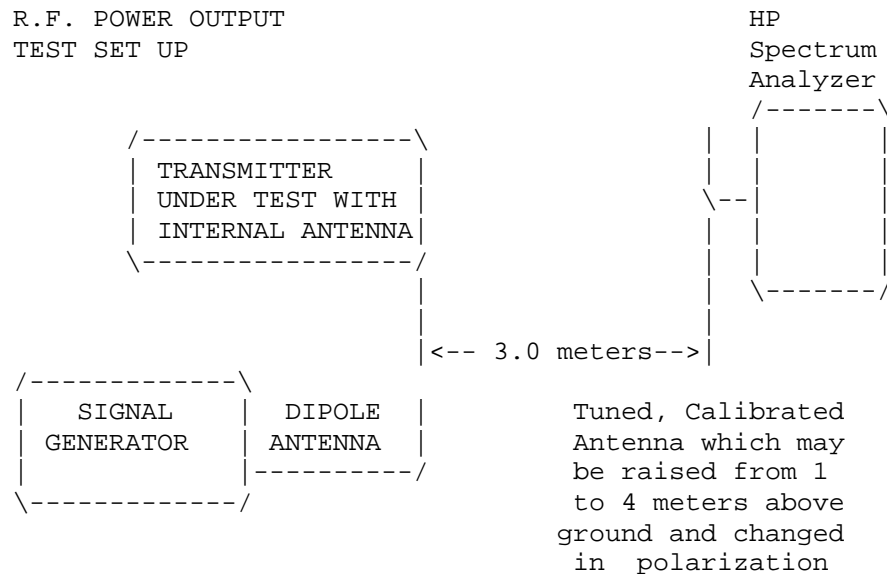 R.F. POWER OUTPUT
TEST SET UP
HP
Spectrum
Analyzer
TRANSMITTER
UNDER TEST WITH
INTERNAL ANTENNA
<-- 3.0 meters-->
SIGNAL
GENERATOR
DIPOLE
ANTENNA
Tuned, Calibrated
Antenna which may
be raised from 1
to 4 meters above
ground and changed
in polarization